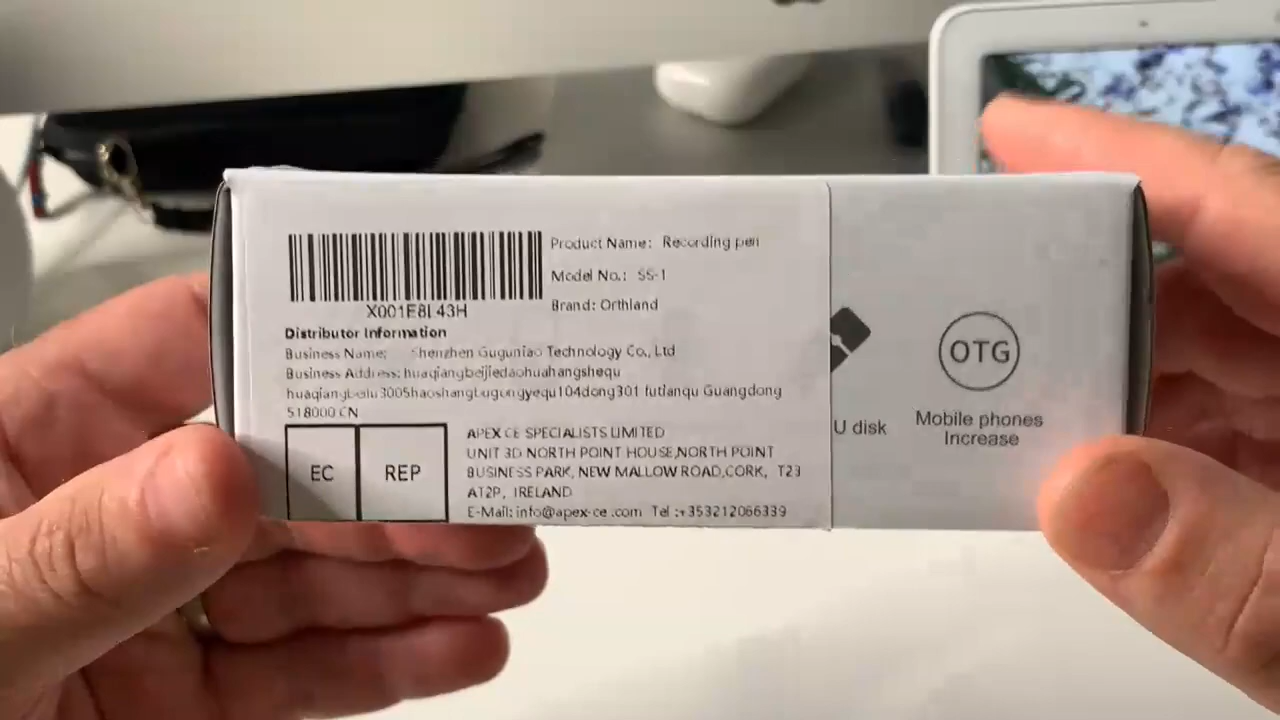 Product Name: Recording pen
Model No.: SS-1
Brand: Orthland
X001E8L43H
Distributor Information
Business Name: Shenzhen Guguniao Technology Co., Ltd
Business Address: huaqiangbeijiedaohuahangshequ
futianqu Guangdong
518000 CN
EC
REP
APEX CE SPECIALISTS LIMITED
UNIT 3D NORTH POINT HOUSE,NORTH POINT
BUSINESS PARK, NEW MALLOW ROAD,CORK, T23
AT2P, IRELAND
E-Mail: info@apex-ce.com Tel :+353212066339
OTG
U disk
Mobile phones
Increase